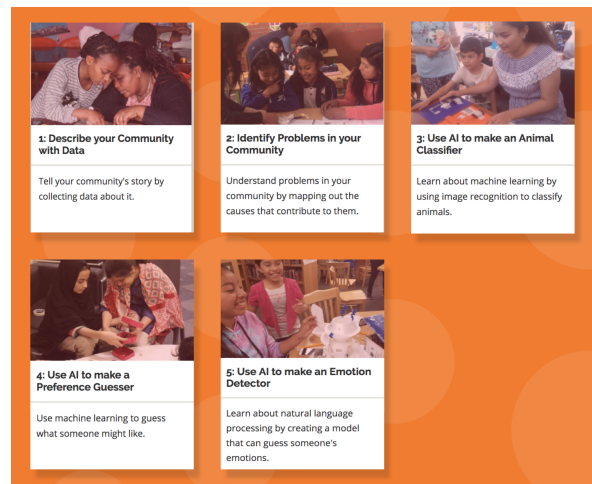 1: Describe your Community
with Data
Tell your community's story by
collecting data about it.
2: Identify Problems in your
Community
Understand problems in your
community by mapping out the
causes that contribute to them.
3: Use AI to make an Animal
Classifier
Learn about machine learning by
using image recognition to classify
animals.
4: Use AI to make a
Preference Guesser
Use machine learning to guess
what someone might like.
5: Use AI to make an Emotion
Detector
Learn about natural language
processing by creating a model
that can guess someone's
emotions.